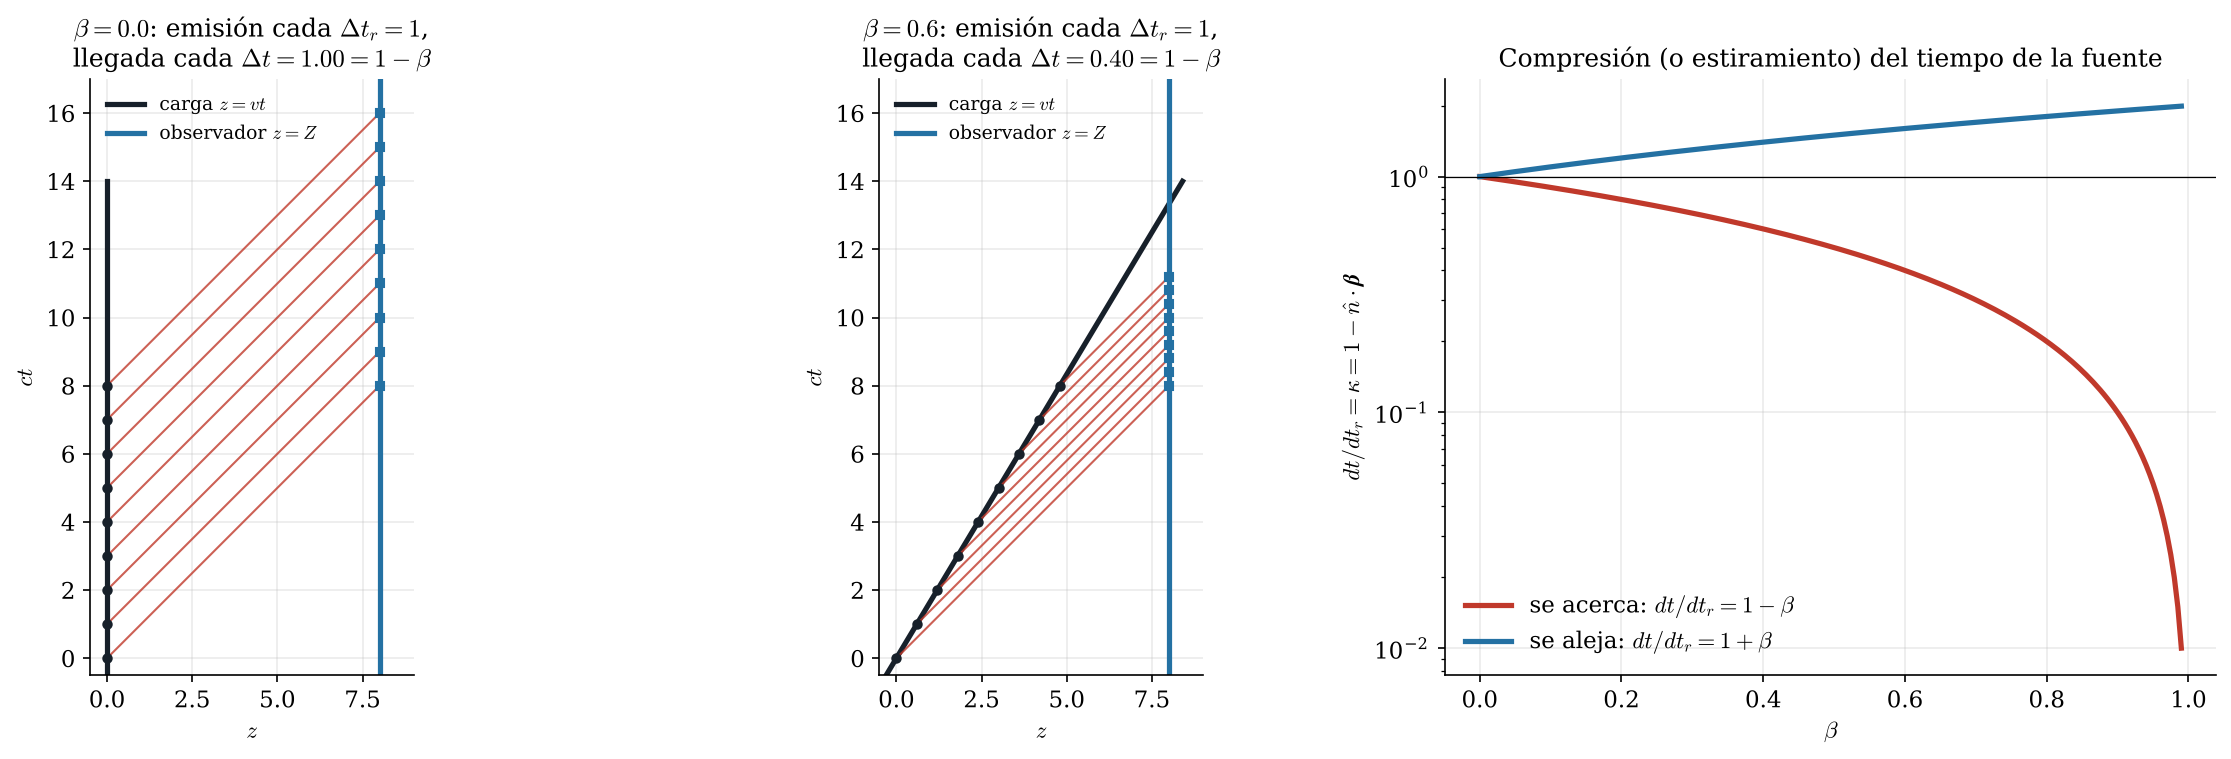 β = 0.0: emisión cada Δt_r = 1,
llegada cada Δt = 1.00 = 1 − β
carga z = vt
observador z = Z
16
14
12
10
8
6
4
2
0
ct
0.0 2.5 5.0 7.5
z
β = 0.6: emisión cada Δt_r = 1,
llegada cada Δt = 0.40 = 1 − β
carga z = vt
observador z = Z
16
14
12
10
8
6
4
2
0
ct
0.0 2.5 5.0 7.5
z
Compresión (o estiramiento) del tiempo de la fuente
10⁰
10⁻¹
10⁻²
dt/dt_r = κ = 1 − n̂ · β
se acerca: dt/dt_r = 1 − β
se aleja: dt/dt_r = 1 + β
0.0 0.2 0.4 0.6 0.8 1.0
β